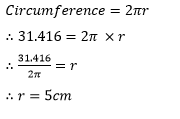 Circumference = 2πr
∴ 31.416 = 2π × r
∴ 31.416/2π = r
∴ r = 5cm